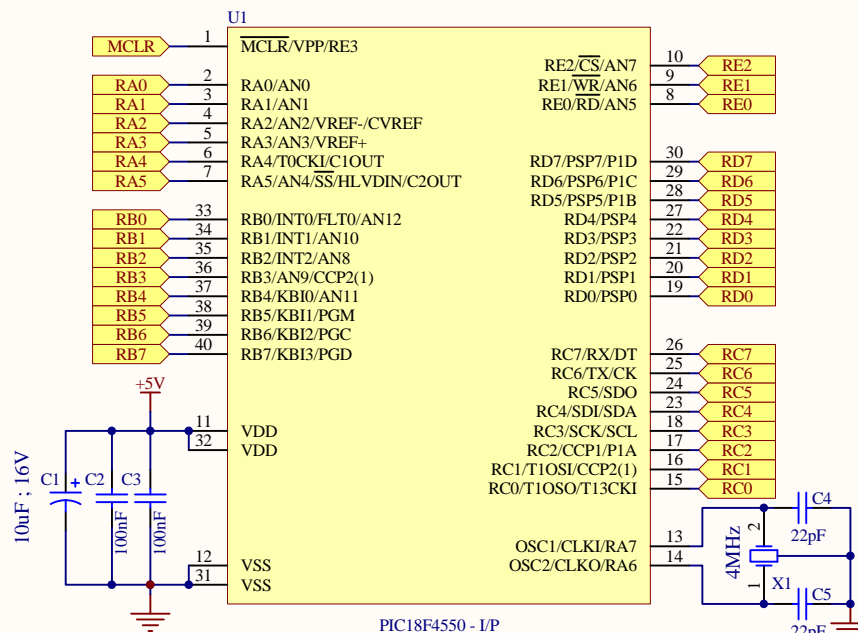 U1
MCLR 1 MCLR/VPP/RE3
RE2/CS/AN7 10 RE2
RE1/WR/AN6 9 RE1
RE0/RD/AN5 8 RE0
RA0 2 RA0/AN0
RA1 3 RA1/AN1
RA2 4 RA2/AN2/VREF-/CVREF
RA3 5 RA3/AN3/VREF+
RA4 6 RA4/T0CKI/C1OUT
RA5 7 RA5/AN4/SS/HLVDIN/C2OUT
RD7/PSP7/P1D 30 RD7
RD6/PSP6/P1C 29 RD6
RD5/PSP5/P1B 28 RD5
RD4/PSP4 27 RD4
RD3/PSP3 22 RD3
RD2/PSP2 21 RD2
RD1/PSP1 20 RD1
RD0/PSP0 19 RD0
RB0 33 RB0/INT0/FLT0/AN12
RB1 34 RB1/INT1/AN10
RB2 35 RB2/INT2/AN8
RB3 36 RB3/AN9/CCP2(1)
RB4 37 RB4/KBI0/AN11
RB5 38 RB5/KBI1/PGM
RB6 39 RB6/KBI2/PGC
RB7 40 RB7/KBI3/PGD
RC7/RX/DT 26 RC7
RC6/TX/CK 25 RC6
RC5/SDO 24 RC5
RC4/SDI/SDA 23 RC4
RC3/SCK/SCL 18 RC3
RC2/CCP1/P1A 17 RC2
RC1/T1OSI/CCP2(1) 16 RC1
RC0/T1OSO/T13CKI 15 RC0
+5V
11 VDD
32 VDD
C1 + C2 C3
10uF ; 16V
100nF
100nF
12 VSS
31 VSS
OSC1/CLKI/RA7 13
OSC2/CLKO/RA6 14
C4
22pF
4MHz
2
1
X1
C5
22pF
PIC18F4550 - I/P